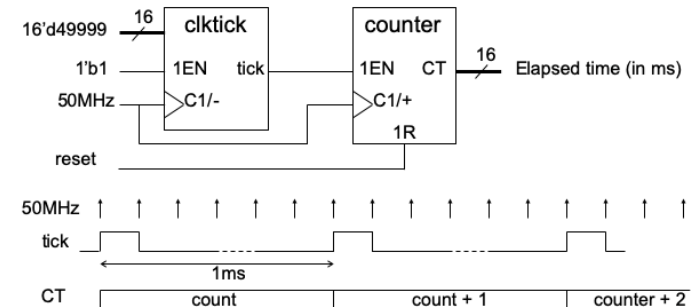 16'd49999 16 clktick counter
1'b1 1EN tick 1EN CT 16 Elapsed time (in ms)
50MHz C1/- C1/+
1R
reset
50MHz
tick
1ms
CT count count + 1 counter + 2